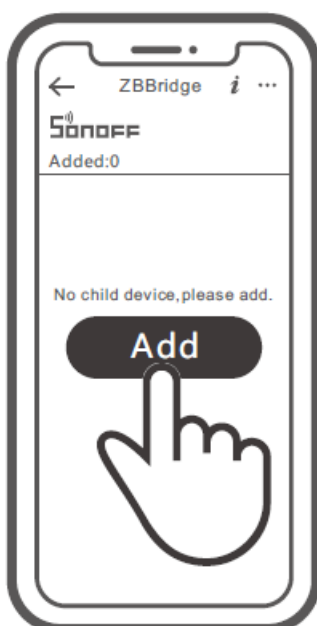 ZBBridge i ...
SONOFF
Added:0
No child device,please add.
Add